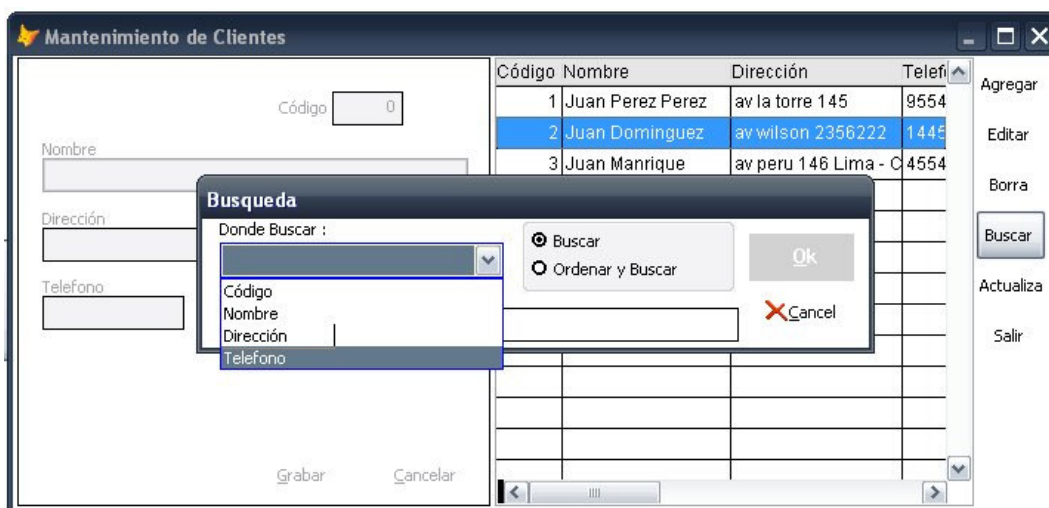 Mantenimiento de Clientes
Código 0
Nombre
Dirección
Telefono
Grabar Cancelar
Código Nombre Dirección Telef
1 Juan Perez Perez av la torre 145 9554
2 Juan Dominguez av wilson 2356222 1445
3 Juan Manrique av peru 146 Lima - C 4554
Agregar
Editar
Borra
Buscar
Actualiza
Salir
Busqueda
Donde Buscar :
Código
Nombre
Dirección
Telefono
Buscar
Ordenar y Buscar
Ok
Cancel